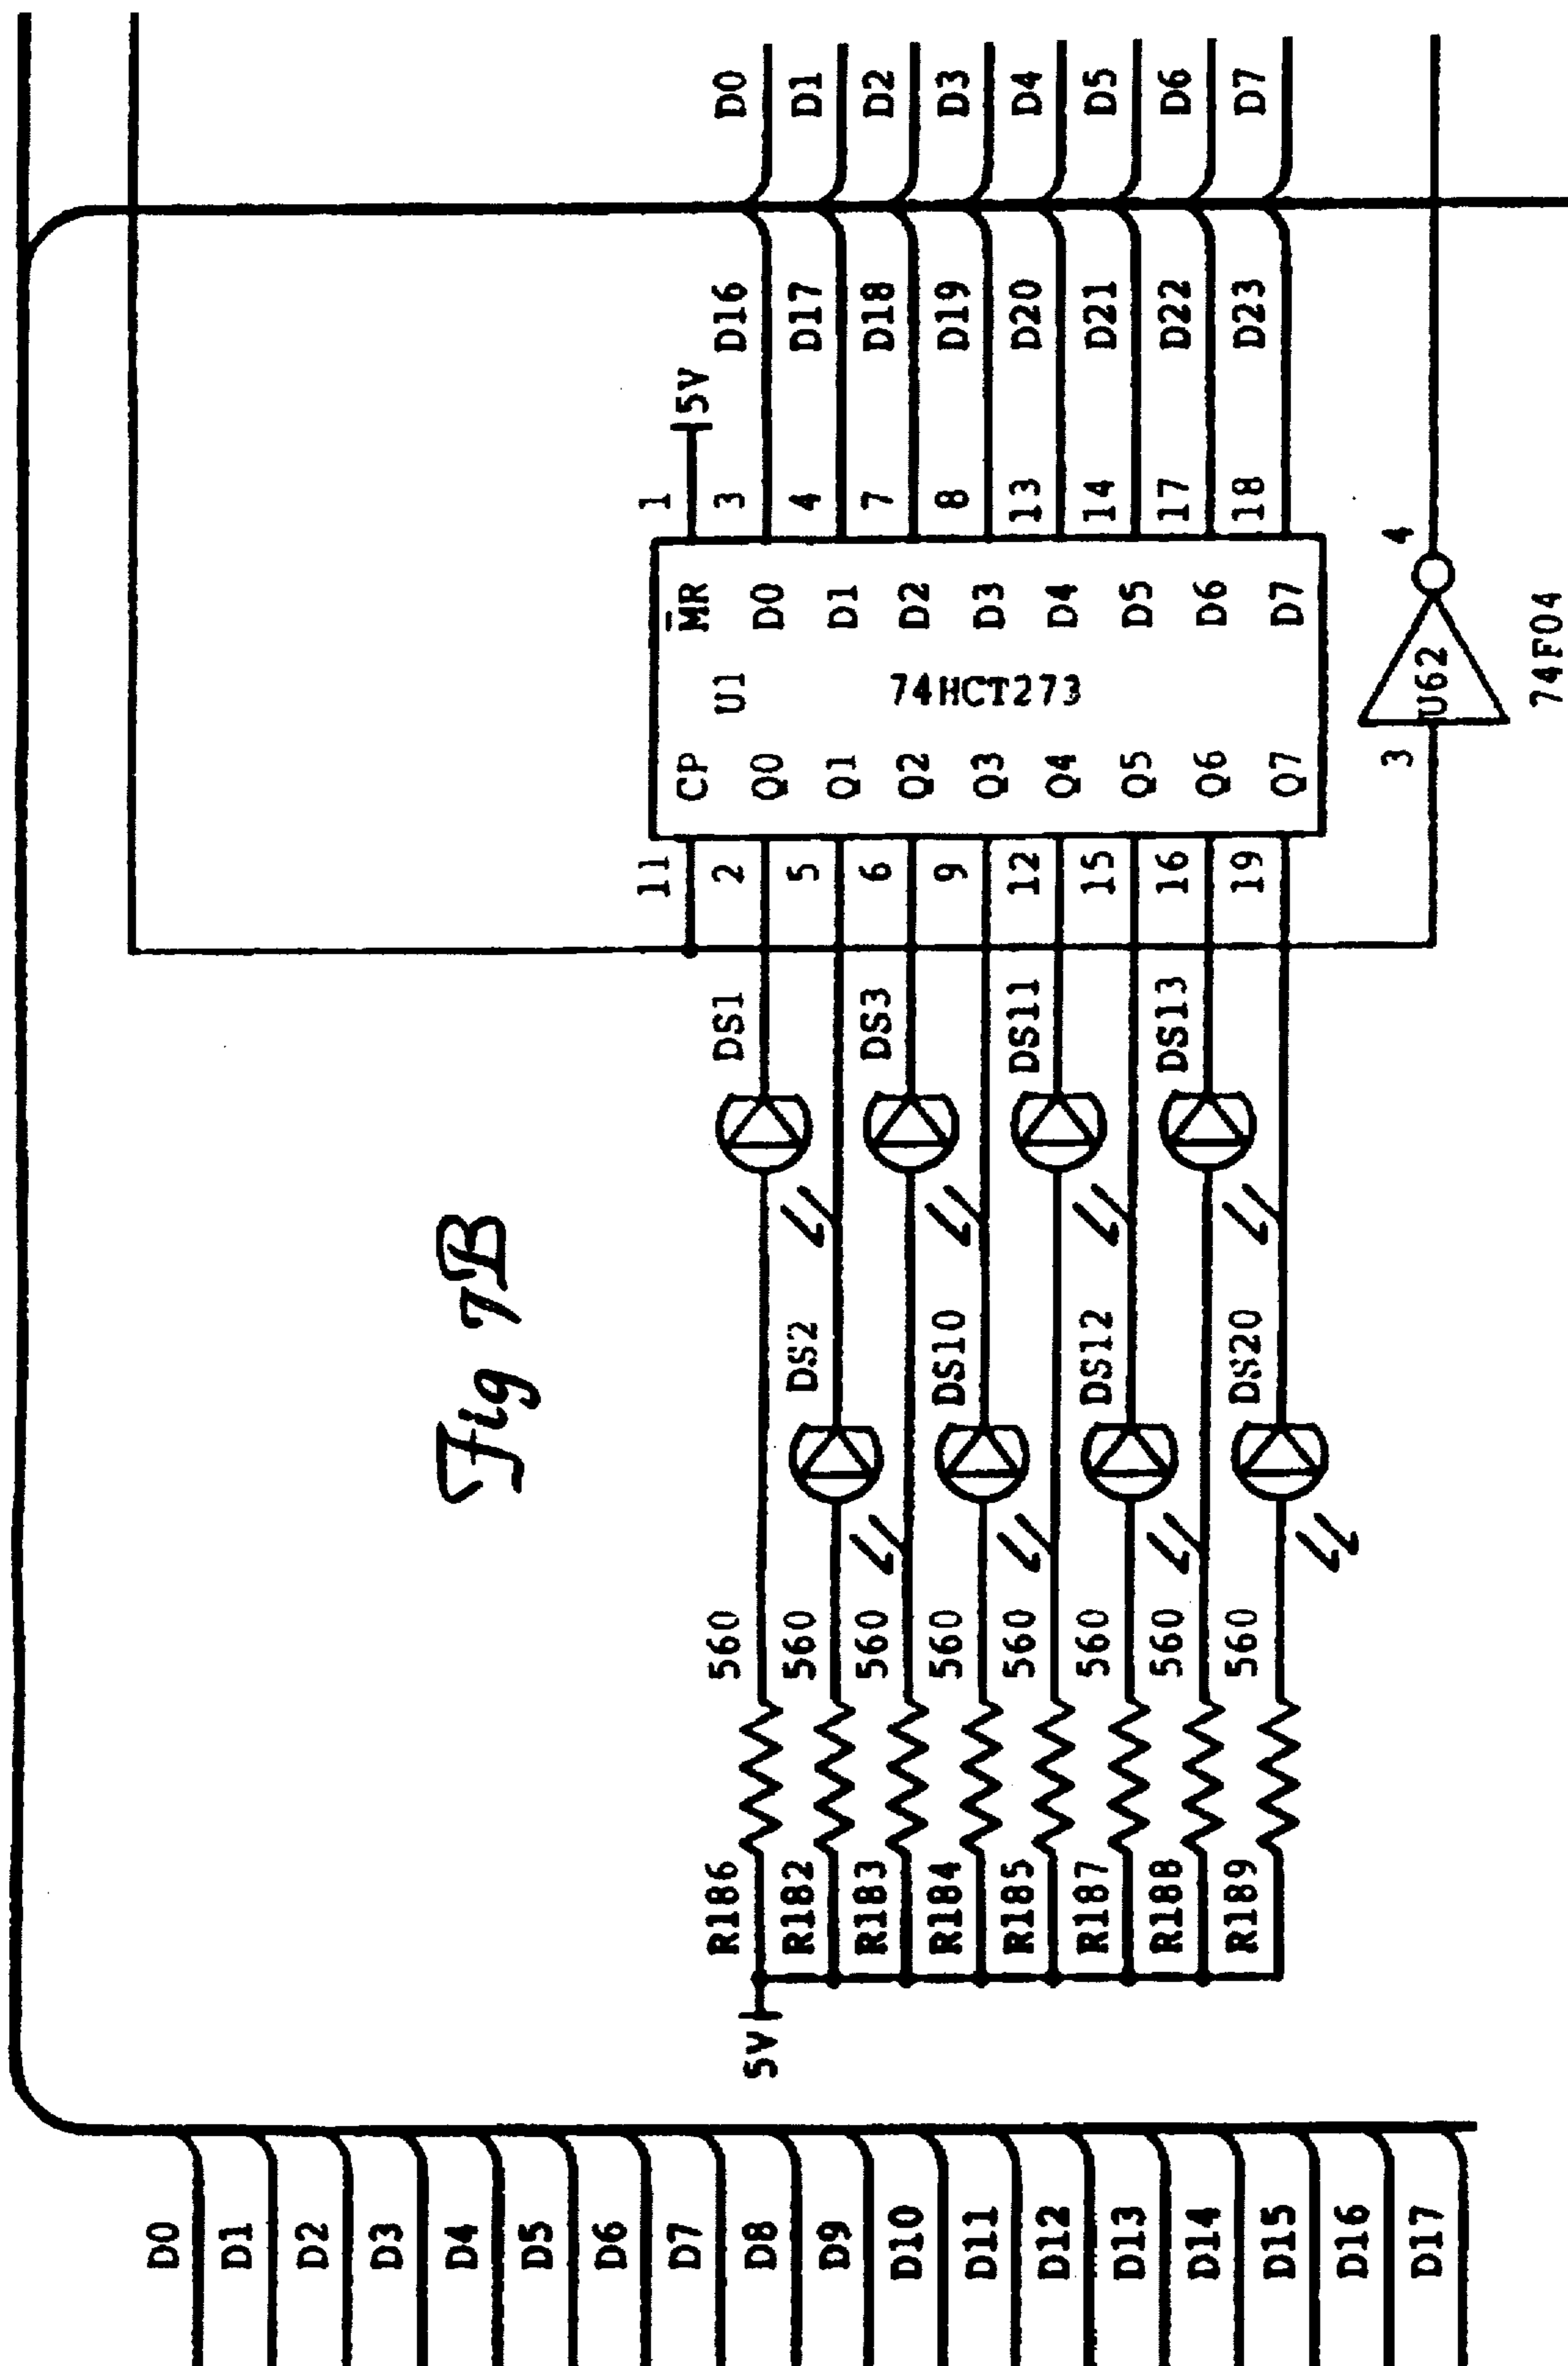 Fig 7B
D0
D1
D2
D3
D4
D5
D6
D7
D8
D9
D10
D11
D12
D13
D14
D15
D16
D17
5V
R186 560 DS1
R182 560 DS2
R183 560 DS3
R184 560 DS10
R185 560 DS11
R187 560 DS12
R188 560 DS13
R189 560 DS20
11 CP M̅R 1 5V
2 Q0 U1 D0 3 D16 D0
5 Q1 D1 4 D17 D1
6 Q2 D2 7 D18 D2
9 Q3 74HCT273 D3 8 D19 D3
12 Q4 D4 13 D20 D4
15 Q5 D5 14 D21 D5
16 Q6 D6 17 D22 D6
19 Q7 D7 18 D23 D7
3 U62 4
74F04